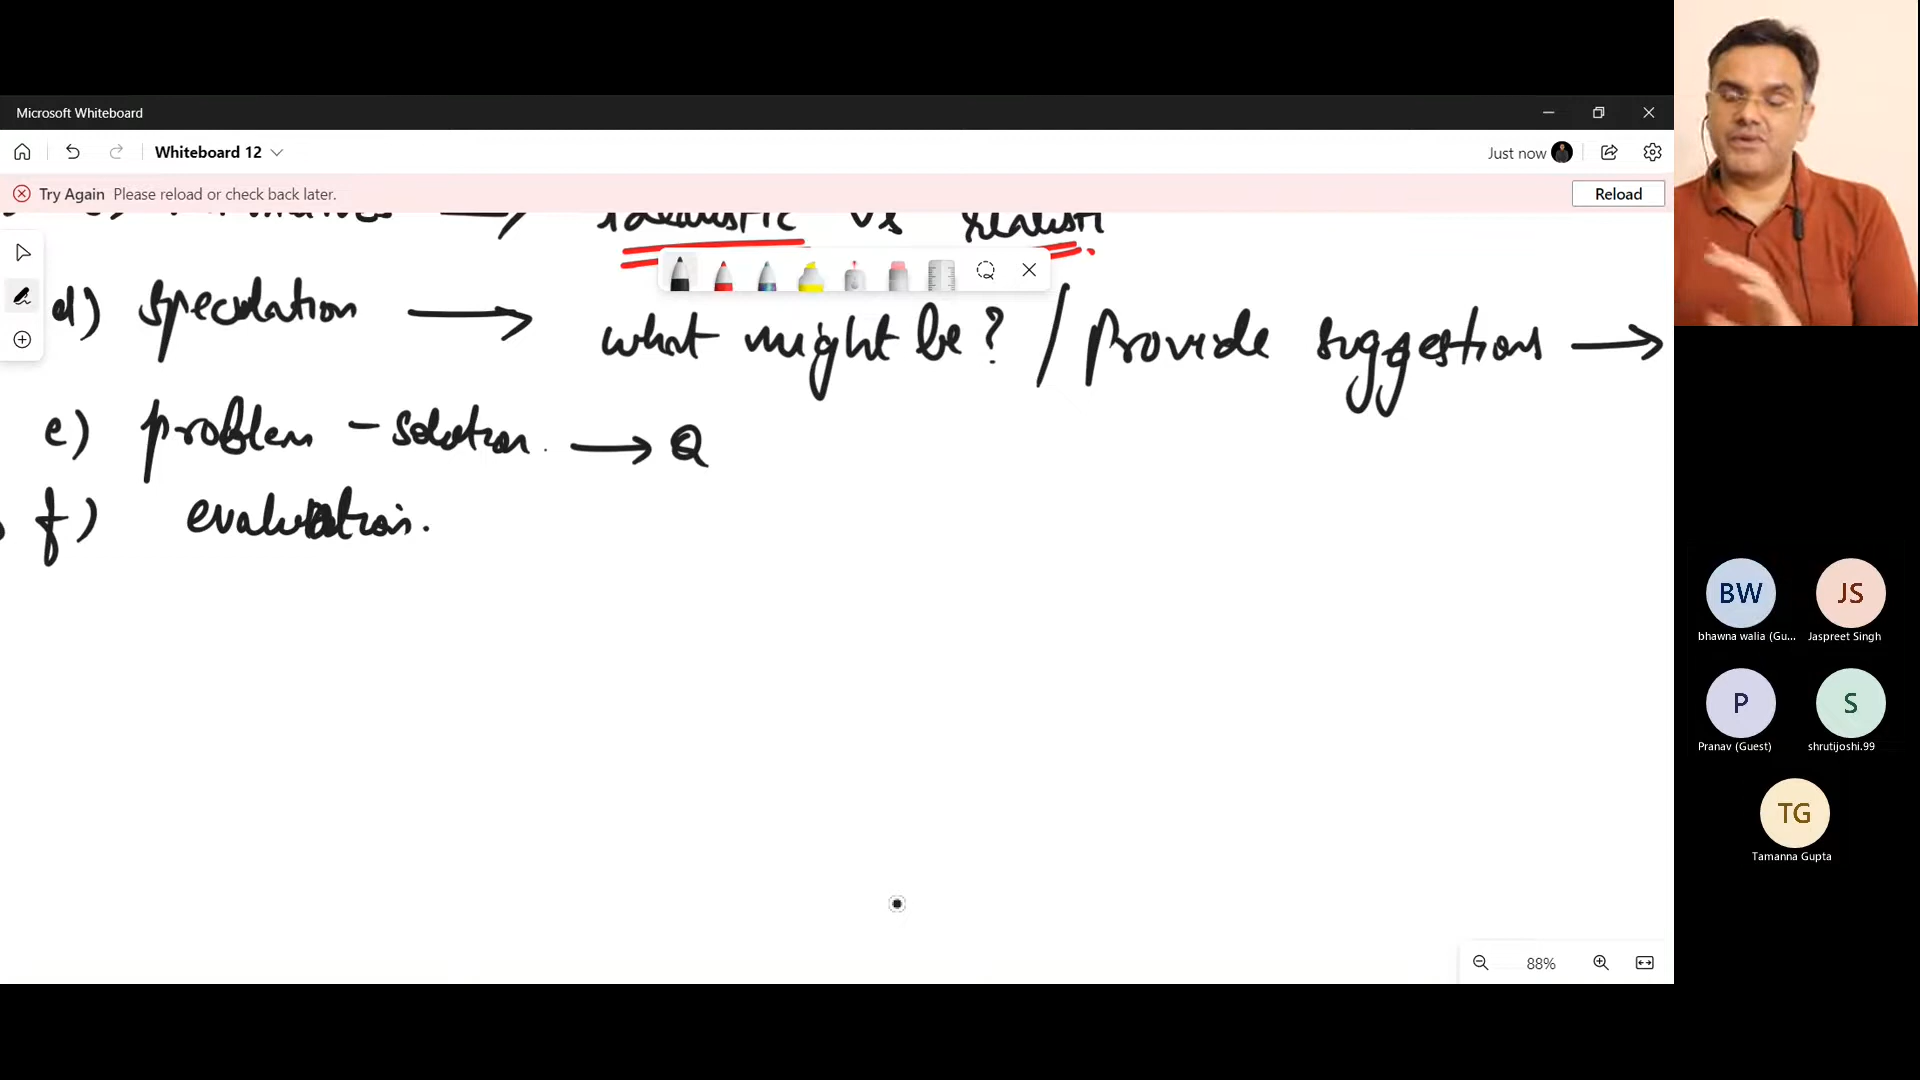 Microsoft Whiteboard
Whiteboard 12
Just now
Try Again Please reload or check back later.
Reload
idealistic vs realisti
d) speculation → what might be? / provide suggestions →
e) problem - solution. → Q
f) evaluation.
BW
JS
bhawna walia (Gu...
Jaspreet Singh
P
S
Pranav (Guest)
shrutijoshi.99
TG
Tamanna Gupta
88%